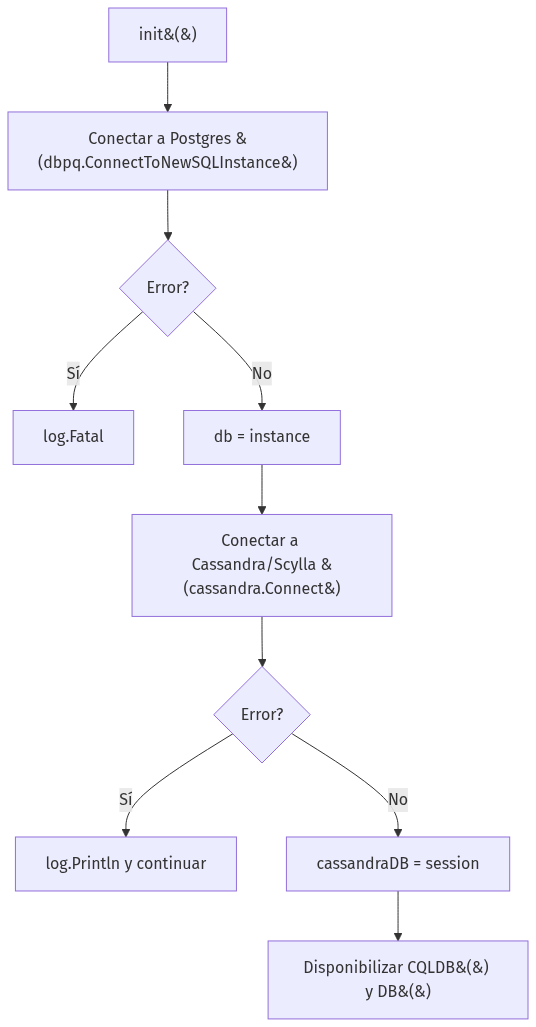 init&(&)
Conectar a Postgres &
(dbpq.ConnectToNewSQLInstance&)
Error?
Sí
No
log.Fatal
db = instance
Conectar a
Cassandra/Scylla &
(cassandra.Connect&)
Error?
Sí
No
log.Println y continuar
cassandraDB = session
Disponibilizar CQLDB&(&)
y DB&(&)